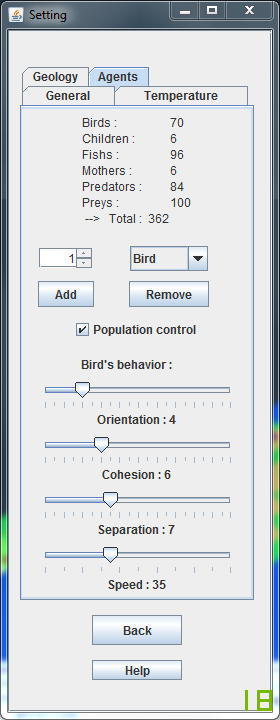 Setting
Geology Agents
General Temperature
Birds : 70
Children : 6
Fishs : 96
Mothers : 6
Predators : 84
Preys : 100
--> Total : 362
1 Bird
Add Remove
Population control
Bird's behavior :
Orientation : 4
Cohesion : 6
Separation : 7
Speed : 35
Back
Help
18